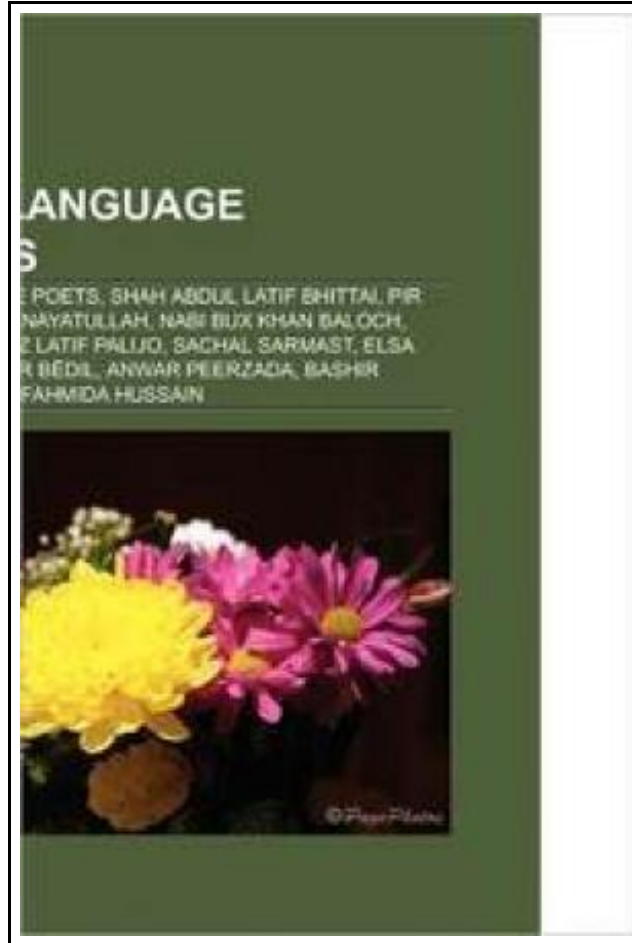 LANGUAGE
S
E POETS, SHAH ABDUL LATIF BHITTAI, PIR
NAYATULLAH, NABI BUX KHAN BALOCH,
Z LATIF PALIJO, SACHAL SARMAST, ELSA
R BÉDIL, ANWAR PEERZADA, BASHIR
FAHMIDA HUSSAIN